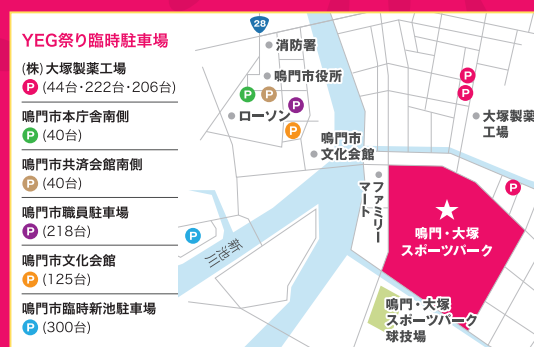 YEG祭り臨時駐車場
(株)大塚製薬工場
P (44台・222台・206台)
鳴門市本庁舎南側
P (40台)
鳴門市共済会館南側
P (40台)
鳴門市職員駐車場
P (218台)
鳴門市文化会館
P (125台)
鳴門市臨時新池駐車場
P (300台)
28
消防署
鳴門市役所
P
P
P
P
ローソン
P
P
大塚製薬
工場
鳴門市
文化会館
ファミリー
マート
P
鳴門・大塚
スポーツパーク
P
新池川
鳴門・大塚
スポーツパーク
球技場